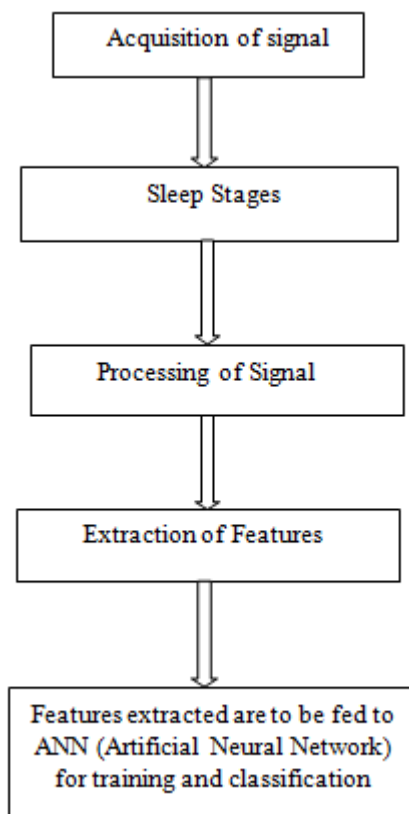 Acquisition of signal
Sleep Stages
Processing of Signal
Extraction of Features
Features extracted are to be fed to
ANN (Artificial Neural Network)
for training and classification